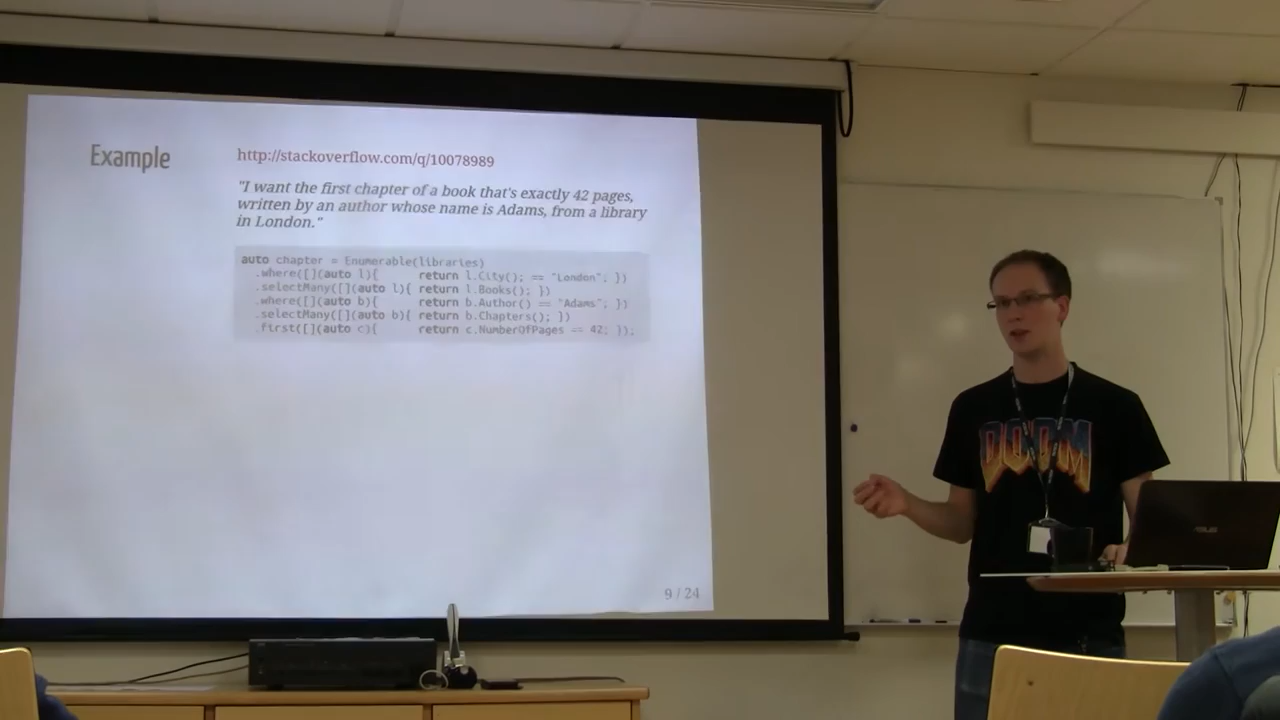 Example
http://stackoverflow.com/q/10078989
"I want the first chapter of a book that's exactly 42 pages,
written by an author whose name is Adams, from a library
in London."
auto chapter = Enumerable(libraries)
.where([](auto l){ return l.City(); == "London"; })
.selectMany([](auto l){ return l.Books(); })
.where([](auto b){ return b.Author() == "Adams"; })
.selectMany([](auto b){ return b.Chapters(); })
.first([](auto c){ return c.NumberOfPages == 42; });
9 / 24
DOOM
ASUS